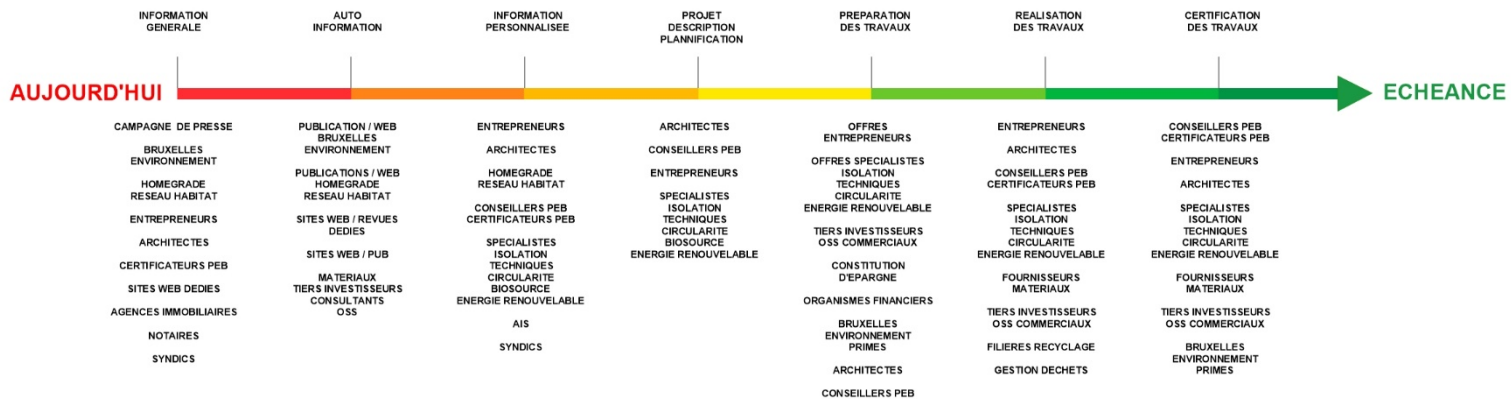 INFORMATION
GENERALE
AUTO
INFORMATION
INFORMATION
PERSONNALISEE
PROJET
DESCRIPTION
PLANNIFICATION
PREPARATION
DES TRAVAUX
REALISATION
DES TRAVAUX
CERTIFICATION
DES TRAVAUX
AUJOURD'HUI
ECHEANCE
CAMPAGNE DE PRESSE
BRUXELLES
ENVIRONNEMENT
HOMEGRADE
RESEAU HABITAT
ENTREPRENEURS
ARCHITECTES
CERTIFICATEURS PEB
SITES WEB DEDIES
AGENCES IMMOBILIAIRES
NOTAIRES
SYNDICS
PUBLICATION / WEB
BRUXELLES
ENVIRONNEMENT
PUBLICATIONS / WEB
HOMEGRADE
RESEAU HABITAT
SITES WEB / REVUES
DEDIES
SITES WEB / PUB
MATERIAUX
TIERS INVESTISSEURS
CONSULTANTS
OSS
ENTREPRENEURS
ARCHITECTES
HOMEGRADE
RESEAU HABITAT
CONSEILLERS PEB
CERTIFICATEURS PEB
SPECIALISTES
ISOLATION
TECHNIQUES
CIRCULARITE
BIOSOURCE
ENERGIE RENOUVELABLE
AIS
SYNDICS
ARCHITECTES
CONSEILLERS PEB
ENTREPRENEURS
SPECIALISTES
ISOLATION
TECHNIQUES
CIRCULARITE
BIOSOURCE
ENERGIE RENOUVELABLE
OFFRES
ENTREPRENEURS
OFFRES SPECIALISTES
ISOLATION
TECHNIQUES
CIRCULARITE
ENERGIE RENOUVELABLE
TIERS INVESTISSEURS
OSS COMMERCIAUX
CONSTITUTION
D'EPARGNE
ORGANISMES FINANCIERS
BRUXELLES
ENVIRONNEMENT
PRIMES
ARCHITECTES
CONSEILLERS PEB
ENTREPRENEURS
ARCHITECTES
CONSEILLERS PEB
CERTIFICATEURS PEB
SPECIALISTES
ISOLATION
TECHNIQUES
CIRCULARITE
ENERGIE RENOUVELABLE
FOURNISSEURS
MATERIAUX
TIERS INVESTISSEURS
OSS COMMERCIAUX
FILIERES RECYCLAGE
GESTION DECHETS
CONSEILLERS PEB
CERTIFICATEURS PEB
ENTREPRENEURS
ARCHITECTES
SPECIALISTES
ISOLATION
TECHNIQUES
CIRCULARITE
ENERGIE RENOUVELABLE
FOURNISSEURS
MATERIAUX
TIERS INVESTISSEURS
OSS COMMERCIAUX
BRUXELLES
ENVIRONNEMENT
PRIMES